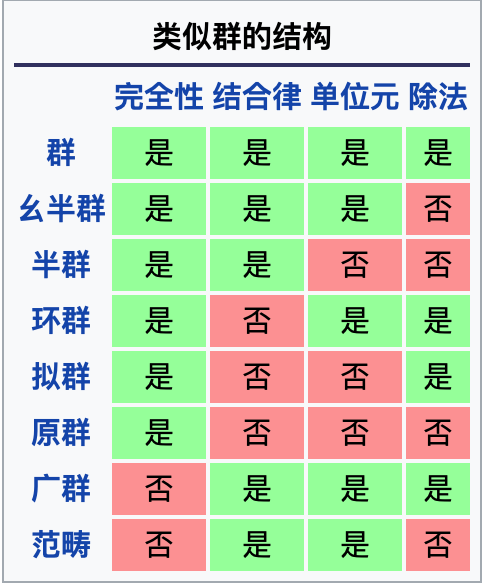 类似群的结构
完全性 结合律 单位元 除法
群 是 是 是 是
幺半群 是 是 是 否
半群 是 是 否 否
环群 是 否 是 是
拟群 是 否 否 是
原群 是 否 否 否
广群 否 是 是 是
范畴 否 是 是 否